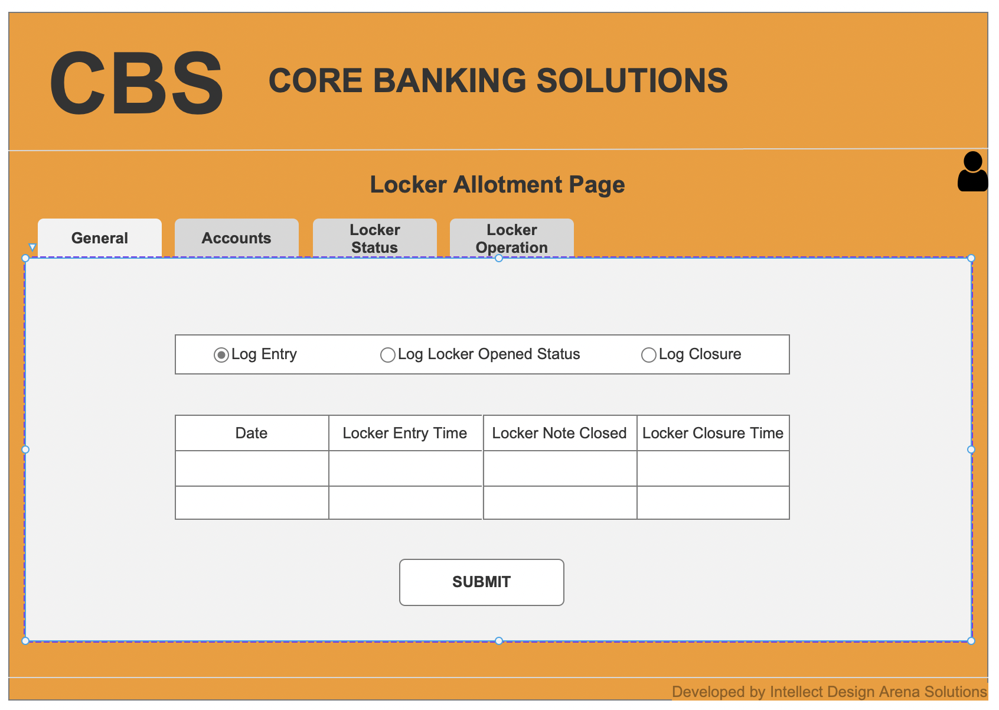 CBS
CORE BANKING SOLUTIONS
Locker Allotment Page
General
Accounts
Locker
Status
Locker
Operation
Log Entry
Log Locker Opened Status
Log Closure
Date
Locker Entry Time
Locker Note Closed
Locker Closure Time
SUBMIT
Developed by Intellect Design Arena Solutions